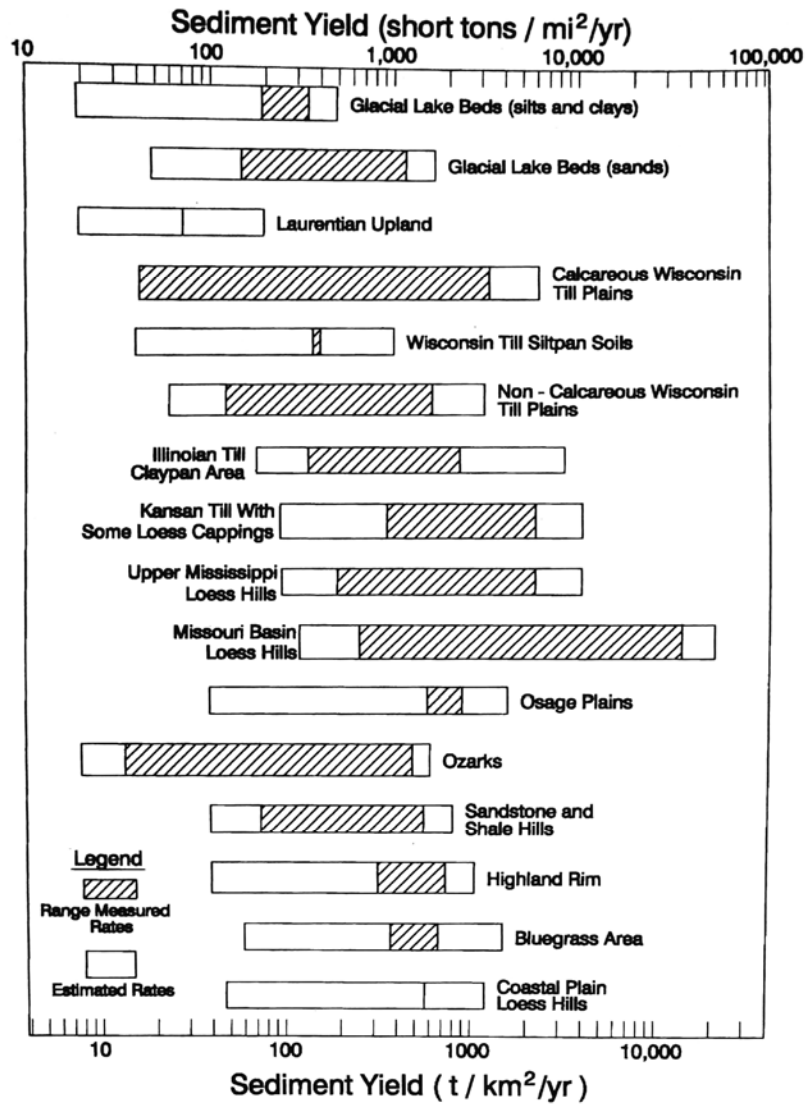 Sediment Yield (short tons / mi²/yr)
10 100 1,000 10,000 100,000
Glacial Lake Beds (silts and clays)
Glacial Lake Beds (sands)
Laurentian Upland
Calcareous Wisconsin
Till Plains
Wisconsin Till Siltpan Soils
Non - Calcareous Wisconsin
Till Plains
Illinoian Till
Claypan Area
Kansan Till With
Some Loess Cappings
Upper Mississippi
Loess Hills
Missouri Basin
Loess Hills
Osage Plains
Ozarks
Sandstone and
Shale Hills
Highland Rim
Bluegrass Area
Coastal Plain
Loess Hills
Legend
Range Measured
Rates
Estimated Rates
10 100 1000 10,000
Sediment Yield ( t / km²/yr )